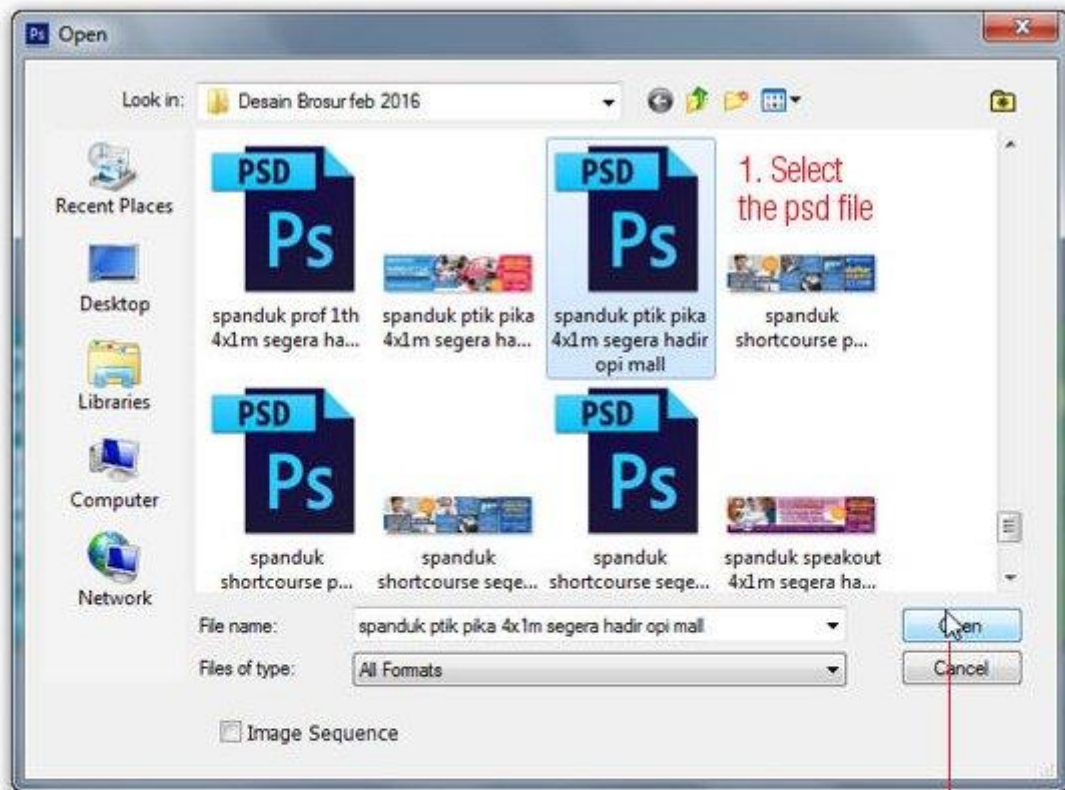 Ps Open
Look in: Desain Brosur feb 2016
Recent Places
Desktop
Libraries
Computer
Network
PSD
Ps
spanduk prof 1th
4x1m segera ha...
spanduk ptik pika
4x1m segera ha...
PSD
Ps
spanduk ptik pika
4x1m segera hadir
opi mall
1. Select
the psd file
spanduk
shortcourse p...
PSD
Ps
spanduk
shortcourse p...
spanduk
shortcourse sege...
PSD
Ps
spanduk
shortcourse sege...
spanduk speakout
4x1m segera ha...
File name: spanduk ptik pika 4x1m segera hadir opi mall
Open
Files of type: All Formats
Cancel
Image Sequence